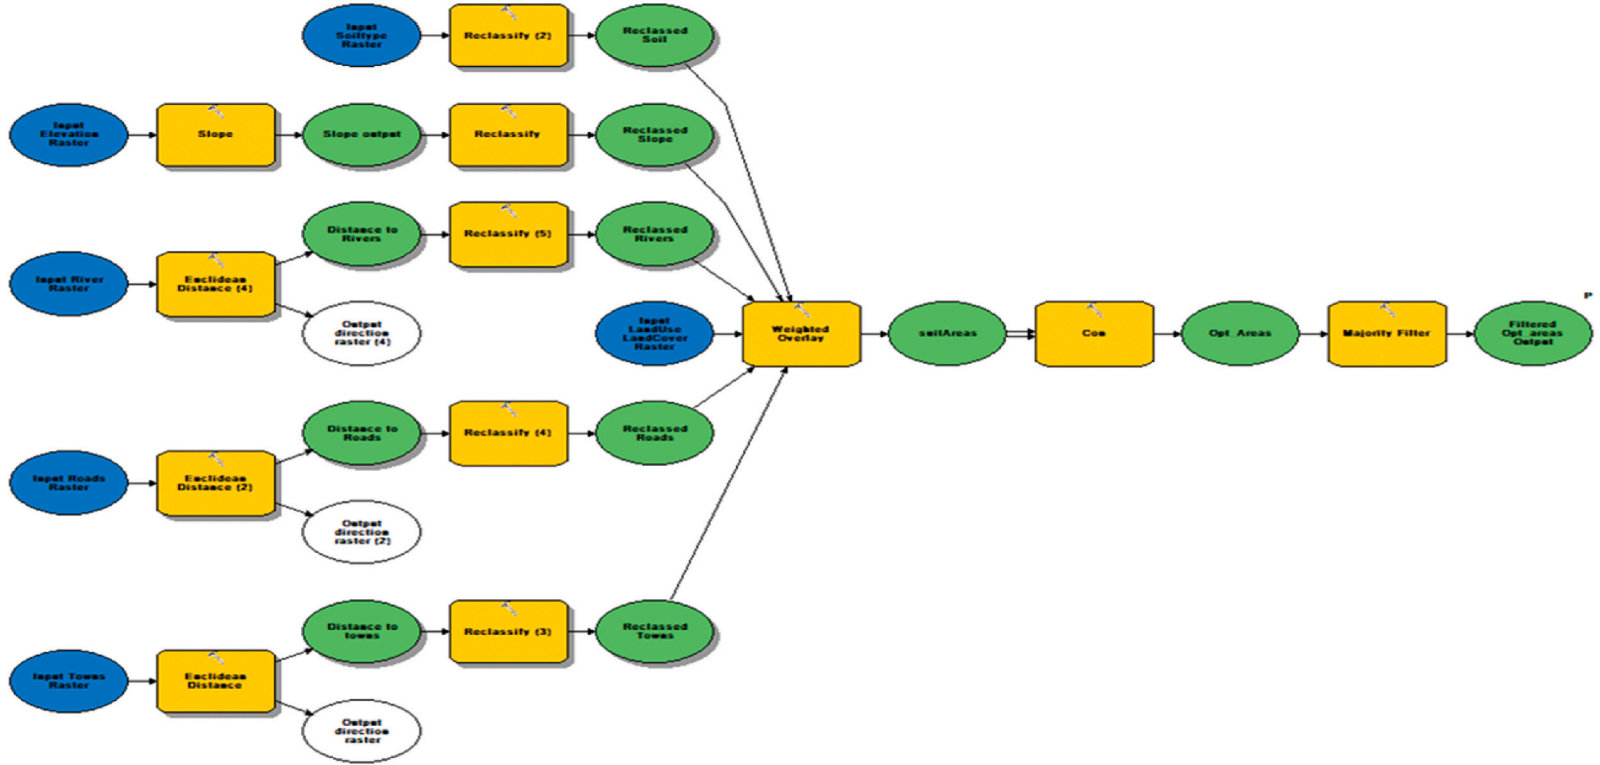 Input
Soiltype
Raster
Reclassify (2)
Reclassed
Soil
Input
Elevation
Raster
Slope
Slope output
Reclassify
Reclassed
Slope
Distance to
Rivers
Reclassify (5)
Reclassed
Rivers
Input River
Raster
Euclidean
Distance (4)
Output
direction
raster (4)
Input
LandUse
LandCover
Raster
Weighted
Overlay
suitAreas
Con
Opt_Areas
Majority Filter
Filtered
Opt_areas
Output
P
Distance to
Roads
Reclassify (4)
Reclassed
Roads
Input Roads
Raster
Euclidean
Distance (2)
Output
direction
raster (2)
Distance to
towns
Reclassify (3)
Reclassed
Towns
Input Towns
Raster
Euclidean
Distance
Output
direction
raster